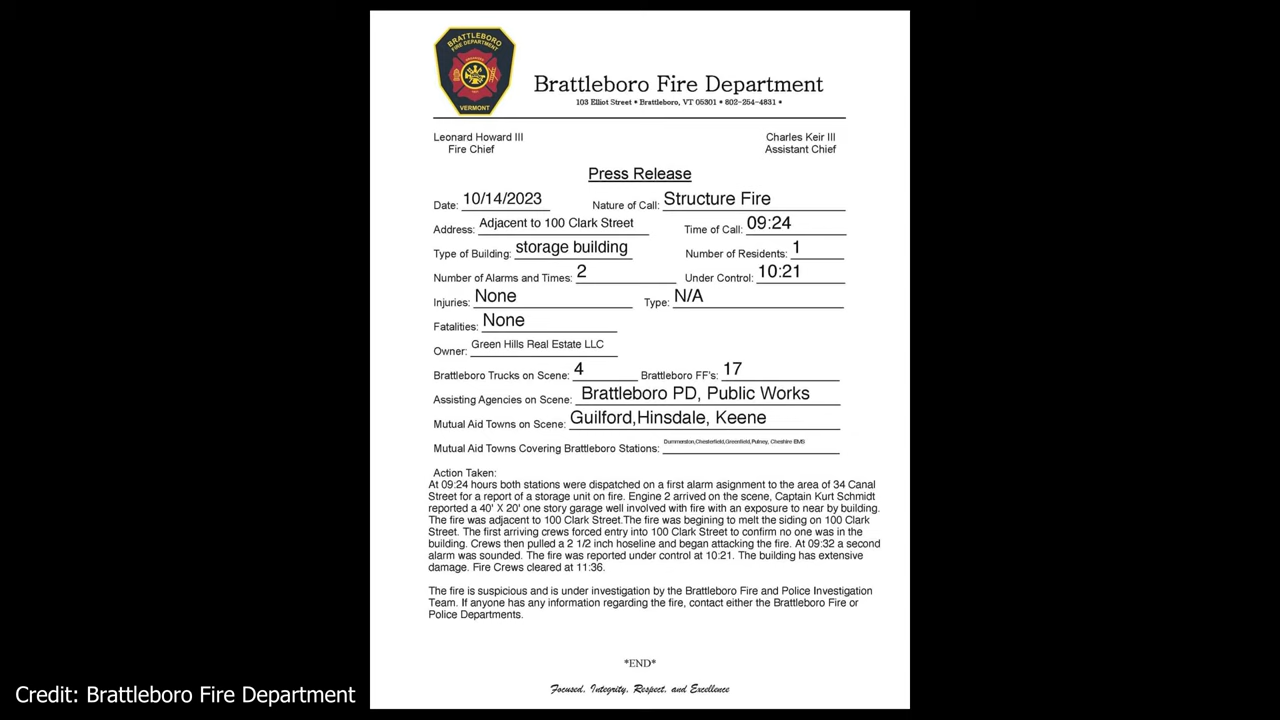 BRATTLEBORO
FIRE DEPARTMENT
VERMONT
Brattleboro Fire Department
103 Elliot Street • Brattleboro, VT 05301 • 802-254-4831 •
Leonard Howard III
Fire Chief
Charles Keir III
Assistant Chief
Press Release
Date: 10/14/2023 Nature of Call: Structure Fire
Address: Adjacent to 100 Clark Street Time of Call: 09:24
Type of Building: storage building Number of Residents: 1
Number of Alarms and Times: 2 Under Control: 10:21
Injuries: None Type: N/A
Fatalities: None
Owner: Green Hills Real Estate LLC
Brattleboro Trucks on Scene: 4 Brattleboro FF's: 17
Assisting Agencies on Scene: Brattleboro PD, Public Works
Mutual Aid Towns on Scene: Guilford,Hinsdale, Keene
Mutual Aid Towns Covering Brattleboro Stations: Dummerston,Chesterfield,Greenfield,Putney, Cheshire EMS
Action Taken:
At 09:24 hours both stations were dispatched on a first alarm asignment to the area of 34 Canal
Street for a report of a storage unit on fire. Engine 2 arrived on the scene, Captain Kurt Schmidt
reported a 40' X 20' one story garage well involved with fire with an exposure to near by building.
The fire was adjacent to 100 Clark Street.The fire was begining to melt the siding on 100 Clark
Street. The first arriving crews forced entry into 100 Clark Street to confirm no one was in the
building. Crews then pulled a 2 1/2 inch hoseline and began attacking the fire. At 09:32 a second
alarm was sounded. The fire was reported under control at 10:21. The building has extensive
damage. Fire Crews cleared at 11:36.
The fire is suspicious and is under investigation by the Brattleboro Fire and Police Investigation
Team. If anyone has any information regarding the fire, contact either the Brattleboro Fire or
Police Departments.
*END*
Focused, Integrity, Respect, and Excellence
Credit: Brattleboro Fire Department